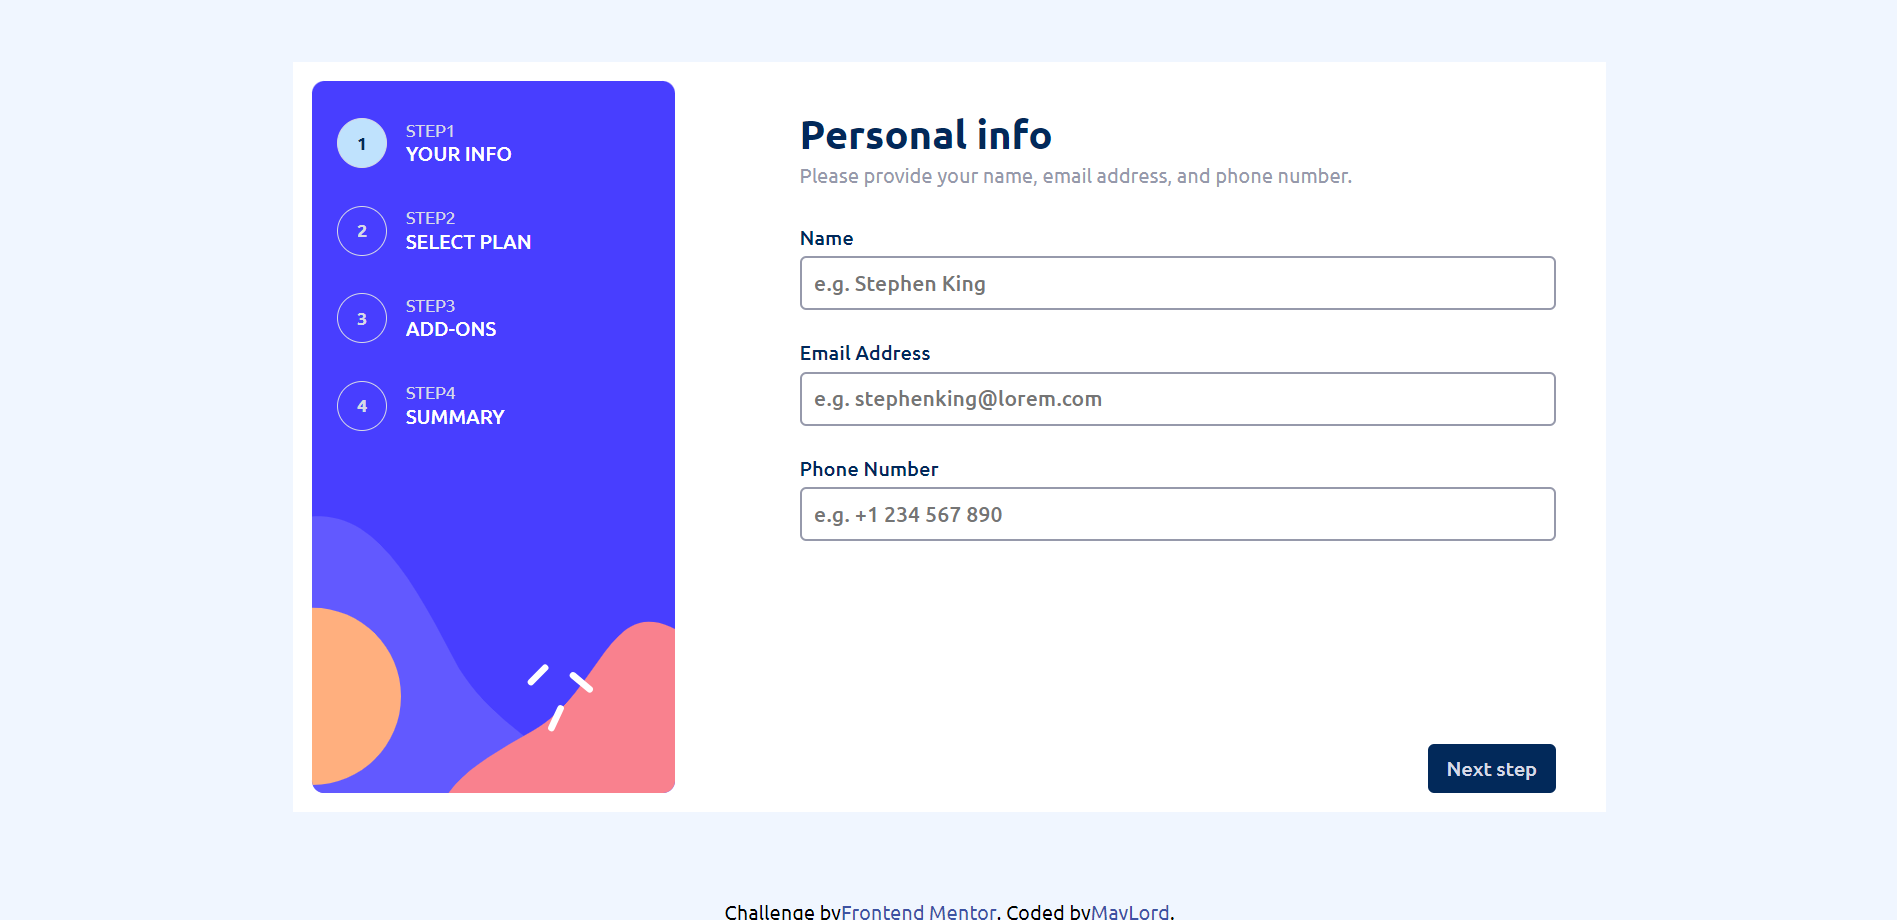 1
STEP1
YOUR INFO
2
STEP2
SELECT PLAN
3
STEP3
ADD-ONS
4
STEP4
SUMMARY
Personal info
Please provide your name, email address, and phone number.
Name
e.g. Stephen King
Email Address
e.g. stephenking@lorem.com
Phone Number
e.g. +1 234 567 890
Next step
Challenge byFrontend Mentor. Coded byMavLord.